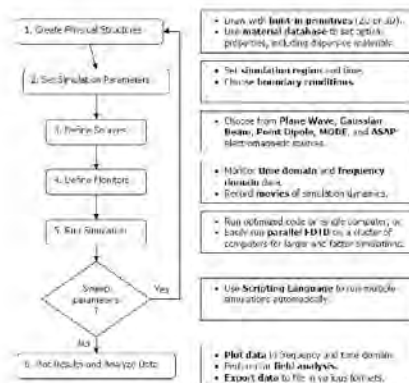 1. Create Physical Structures
• Draw with built-in primitives (2D or 3D).
• Use material database to set optical
properties, including dispersive materials.
2. Set Simulation Parameters
• Set simulation region and time.
• Choose boundary conditions.
3. Define Sources
• Choose from Plane Wave, Gaussian
Beam, Point Dipole, MODE, and ASAP
electromagnetic sources.
4. Define Monitors
• Monitor time domain and frequency
domain data.
• Record movies of simulation dynamics.
5. Run Simulation
• Run optimized code on single computer, or
• Easily run parallel FDTD on a cluster of
computers for larger and faster simulations.
Sweep
parameters
?
Yes
• Use Scripting Language to run multiple
simulations automatically.
No
6. Plot Results and Analyze Data
• Plot data in frequency and time domain.
• Perform far field analysis.
• Export data to file in various formats.